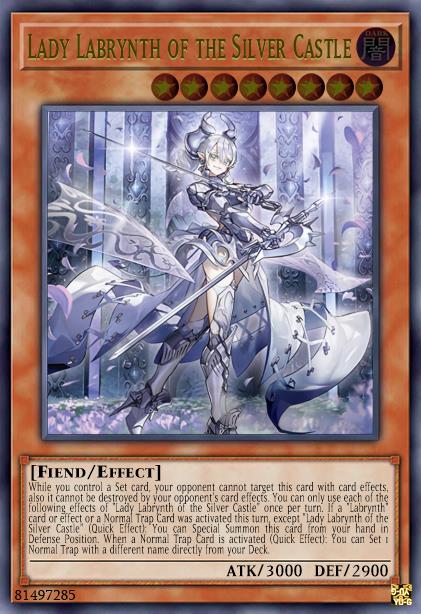 LADY LABRYNTH OF THE SILVER CASTLE
DARK
闇
[FIEND/EFFECT]
While you control a Set card, your opponent cannot target this card with card effects,
also it cannot be destroyed by your opponent's card effects. You can only use each of the
following effects of "Lady Labrynth of the Silver Castle" once per turn. If a "Labrynth"
card or effect or a Normal Trap Card was activated this turn, except "Lady Labrynth of the
Silver Castle" (Quick Effect): You can Special Summon this card from your hand in
Defense Position. When a Normal Trap Card is activated (Quick Effect): You can Set 1
Normal Trap with a different name directly from your Deck.
ATK/3000 DEF/2900
81497285